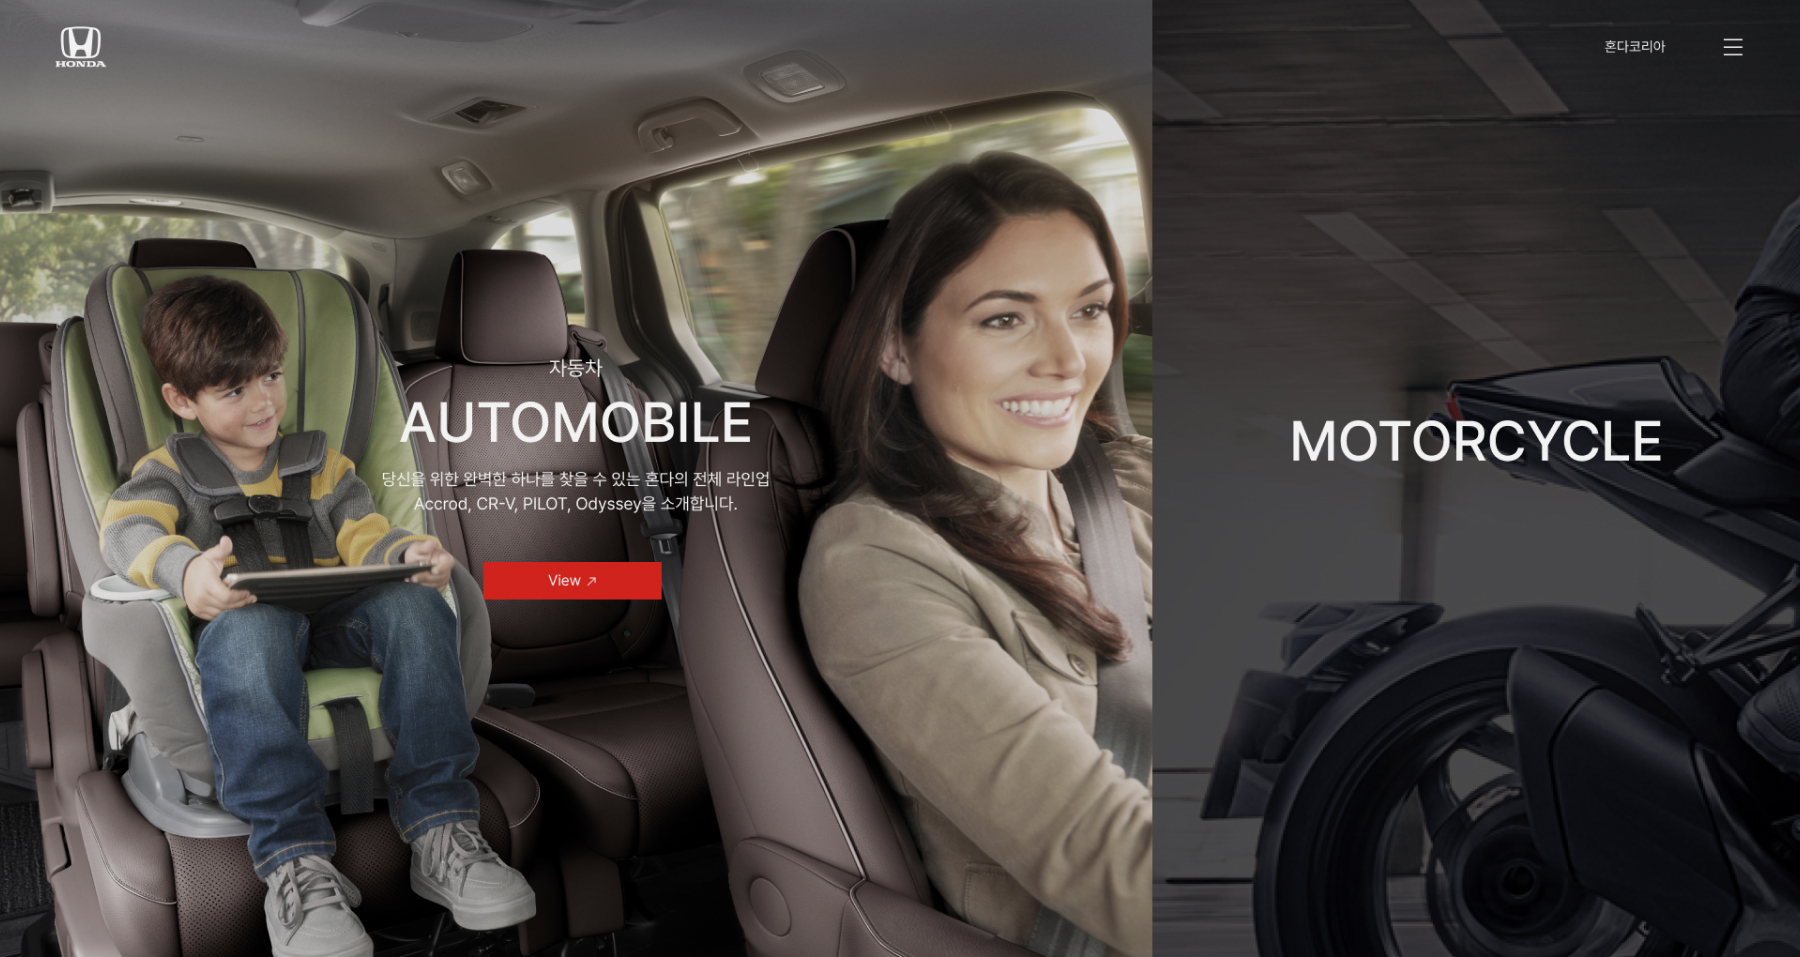 HONDA
혼다코리아
자동차
AUTOMOBILE
당신을 위한 완벽한 하나를 찾을 수 있는 혼다의 전체 라인업
Accrod, CR-V, PILOT, Odyssey을 소개합니다.
View ↗
MOTORCYCLE